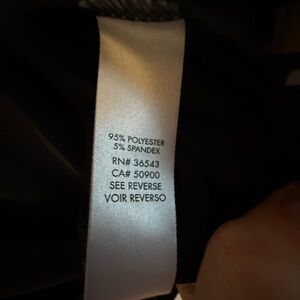 95% POLYESTER
5% SPANDEX
RN# 36543
CA# 50900
SEE REVERSE
VOIR REVERSO